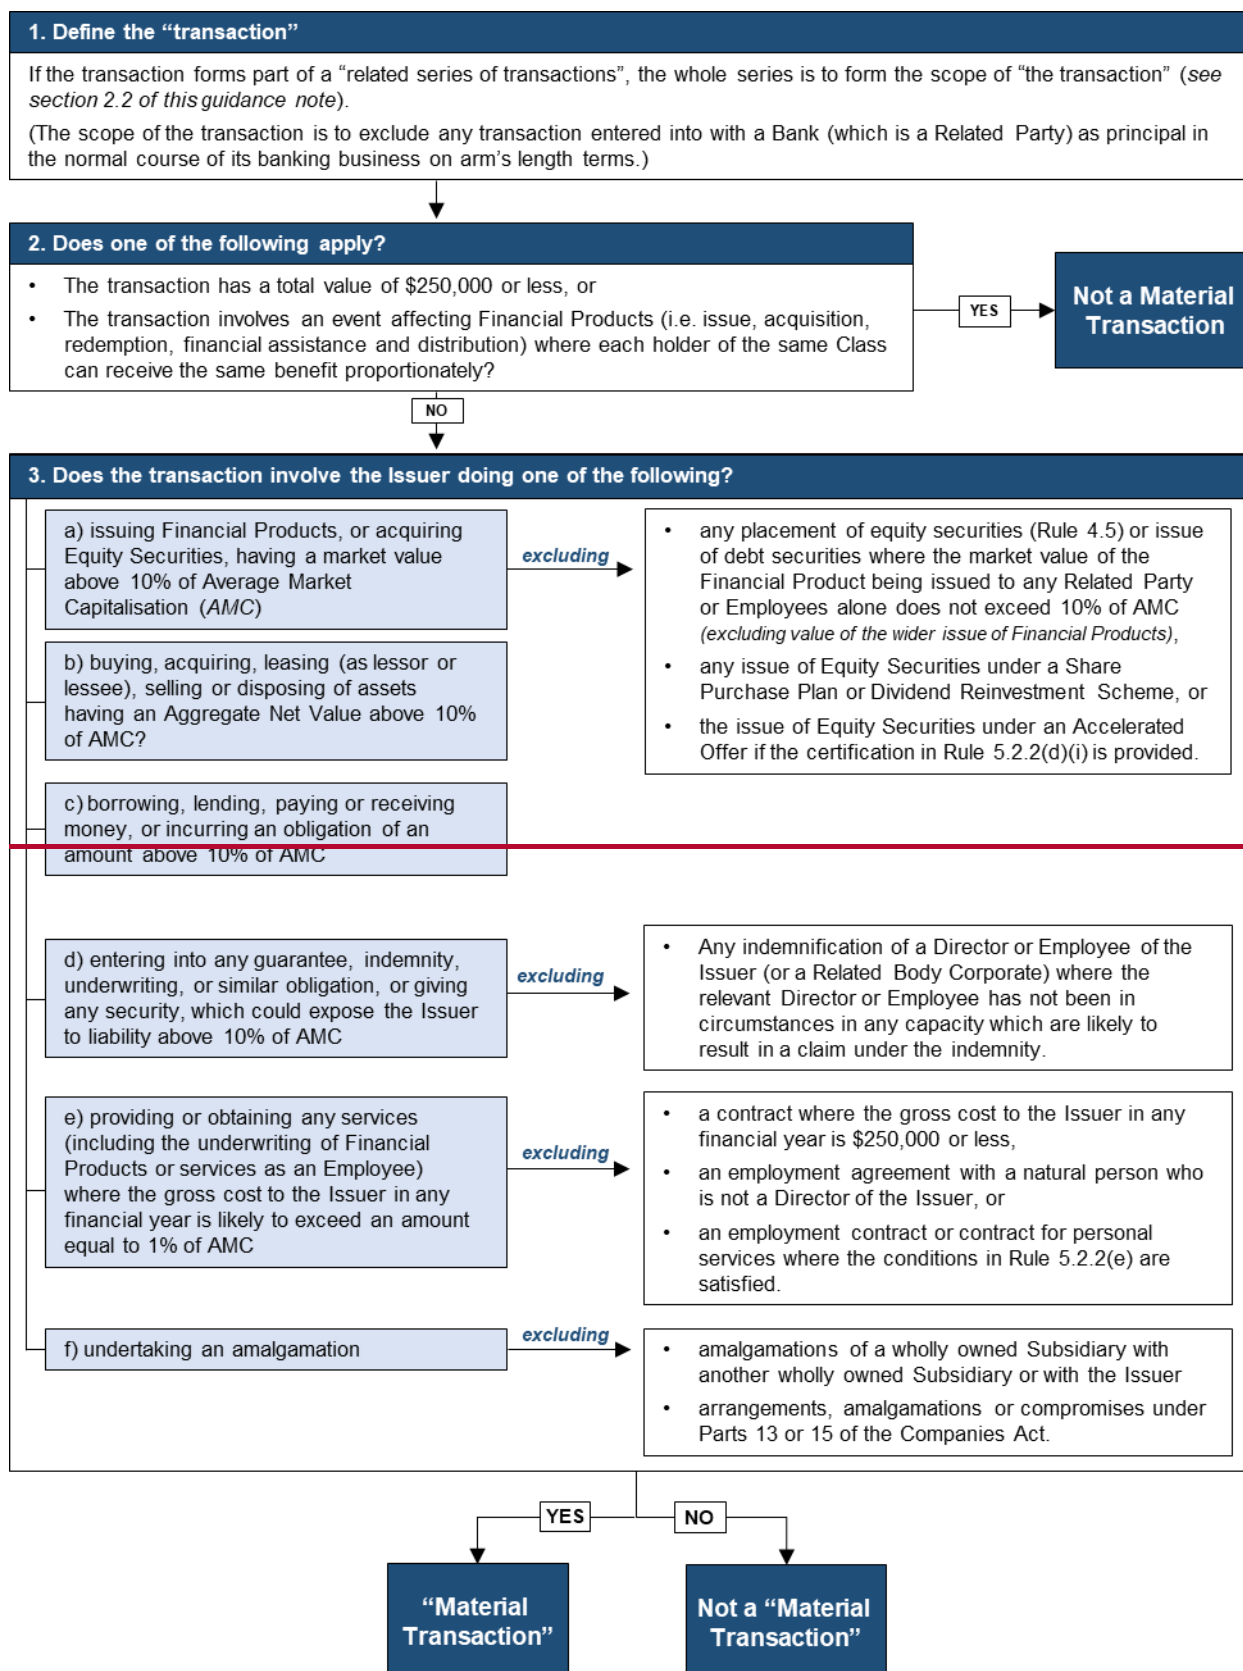 1. Define the “transaction”
If the transaction forms part of a “related series of transactions”, the whole series is to form the scope of “the transaction” (see
section 2.2 of this guidance note).
(The scope of the transaction is to exclude any transaction entered into with a Bank (which is a Related Party) as principal in
the normal course of its banking business on arm’s length terms.)
2. Does one of the following apply?
• The transaction has a total value of $250,000 or less, or
• The transaction involves an event affecting Financial Products (i.e. issue, acquisition,
redemption, financial assistance and distribution) where each holder of the same Class
can receive the same benefit proportionately?
YES
Not a Material
Transaction
NO
3. Does the transaction involve the Issuer doing one of the following?
a) issuing Financial Products, or acquiring
Equity Securities, having a market value
above 10% of Average Market
Capitalisation (AMC)
excluding
• any placement of equity securities (Rule 4.5) or issue
of debt securities where the market value of the
Financial Product being issued to any Related Party
or Employees alone does not exceed 10% of AMC
(excluding value of the wider issue of Financial Products),
• any issue of Equity Securities under a Share
Purchase Plan or Dividend Reinvestment Scheme, or
• the issue of Equity Securities under an Accelerated
Offer if the certification in Rule 5.2.2(d)(i) is provided.
b) buying, acquiring, leasing (as lessor or
lessee), selling or disposing of assets
having an Aggregate Net Value above 10%
of AMC?
c) borrowing, lending, paying or receiving
money, or incurring an obligation of an
amount above 10% of AMC
d) entering into any guarantee, indemnity,
underwriting, or similar obligation, or giving
any security, which could expose the Issuer
to liability above 10% of AMC
excluding
• Any indemnification of a Director or Employee of the
Issuer (or a Related Body Corporate) where the
relevant Director or Employee has not been in
circumstances in any capacity which are likely to
result in a claim under the indemnity.
e) providing or obtaining any services
(including the underwriting of Financial
Products or services as an Employee)
where the gross cost to the Issuer in any
financial year is likely to exceed an amount
equal to 1% of AMC
excluding
• a contract where the gross cost to the Issuer in any
financial year is $250,000 or less,
• an employment agreement with a natural person who
is not a Director of the Issuer, or
• an employment contract or contract for personal
services where the conditions in Rule 5.2.2(e) are
satisfied.
f) undertaking an amalgamation
excluding
• amalgamations of a wholly owned Subsidiary with
another wholly owned Subsidiary or with the Issuer
• arrangements, amalgamations or compromises under
Parts 13 or 15 of the Companies Act.
YES
NO
“Material
Transaction”
Not a “Material
Transaction”